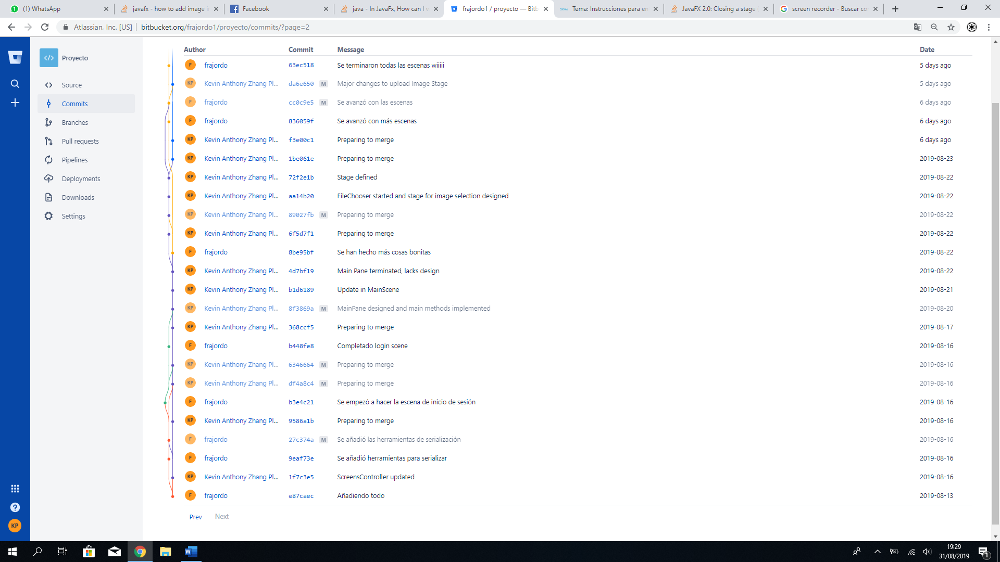 (1) WhatsApp
javafx - how to add image i
Facebook
java - In JavaFx, How can I
frajordo1 / proyecto — Bitb
Tema: Instrucciones para en
JavaFX 2.0: Closing a stage
screen recorder - Buscar co
Atlassian, Inc. [US] | bitbucket.org/frajordo1/proyecto/commits/?page=2
Proyecto
Source
Commits
Branches
Pull requests
Pipelines
Deployments
Downloads
Settings
KP
Author Commit Message Date
F frajordo 63ec518 Se terminaron todas las escenas wiiiii 5 days ago
KP Kevin Anthony Zhang Pl... da6e650 M Major changes to upload Image Stage 5 days ago
F frajordo cc0c9e5 M Se avanzó con las escenas 6 days ago
F frajordo 836059f Se avanzó con más escenas 6 days ago
KP Kevin Anthony Zhang Pl... f3e00c1 Preparing to merge 6 days ago
KP Kevin Anthony Zhang Pl... 1be061e Preparing to merge 2019-08-23
KP Kevin Anthony Zhang Pl... 72f2e1b Stage defined 2019-08-22
KP Kevin Anthony Zhang Pl... aa14b20 FileChooser started and stage for image selection designed 2019-08-22
KP Kevin Anthony Zhang Pl... 89027fb M Preparing to merge 2019-08-22
KP Kevin Anthony Zhang Pl... 6f5d7f1 Preparing to merge 2019-08-22
F frajordo 8be95bf Se han hecho más cosas bonitas 2019-08-22
KP Kevin Anthony Zhang Pl... 4d7bf19 Main Pane terminated, lacks design 2019-08-22
KP Kevin Anthony Zhang Pl... b1d6189 Update in MainScene 2019-08-21
KP Kevin Anthony Zhang Pl... 8f3869a M MainPane designed and main methods implemented 2019-08-20
KP Kevin Anthony Zhang Pl... 368ccf5 Preparing to merge 2019-08-17
F frajordo b448fe8 Completado login scene 2019-08-16
KP Kevin Anthony Zhang Pl... 6346664 M Preparing to merge 2019-08-16
KP Kevin Anthony Zhang Pl... df4a8c4 M Preparing to merge 2019-08-16
F frajordo b3e4c21 Se empezó a hacer la escena de inicio de sesión 2019-08-16
KP Kevin Anthony Zhang Pl... 9586a1b Preparing to merge 2019-08-16
F frajordo 27c374a M Se añadió las herramientas de serialización 2019-08-16
F frajordo 9eaf73e Se añadió herramientas para serializar 2019-08-16
KP Kevin Anthony Zhang Pl... 1f7c3e5 ScreensController updated 2019-08-16
F frajordo e87caec Añadiendo todo 2019-08-13
Prev Next
19:29
31/08/2019
1